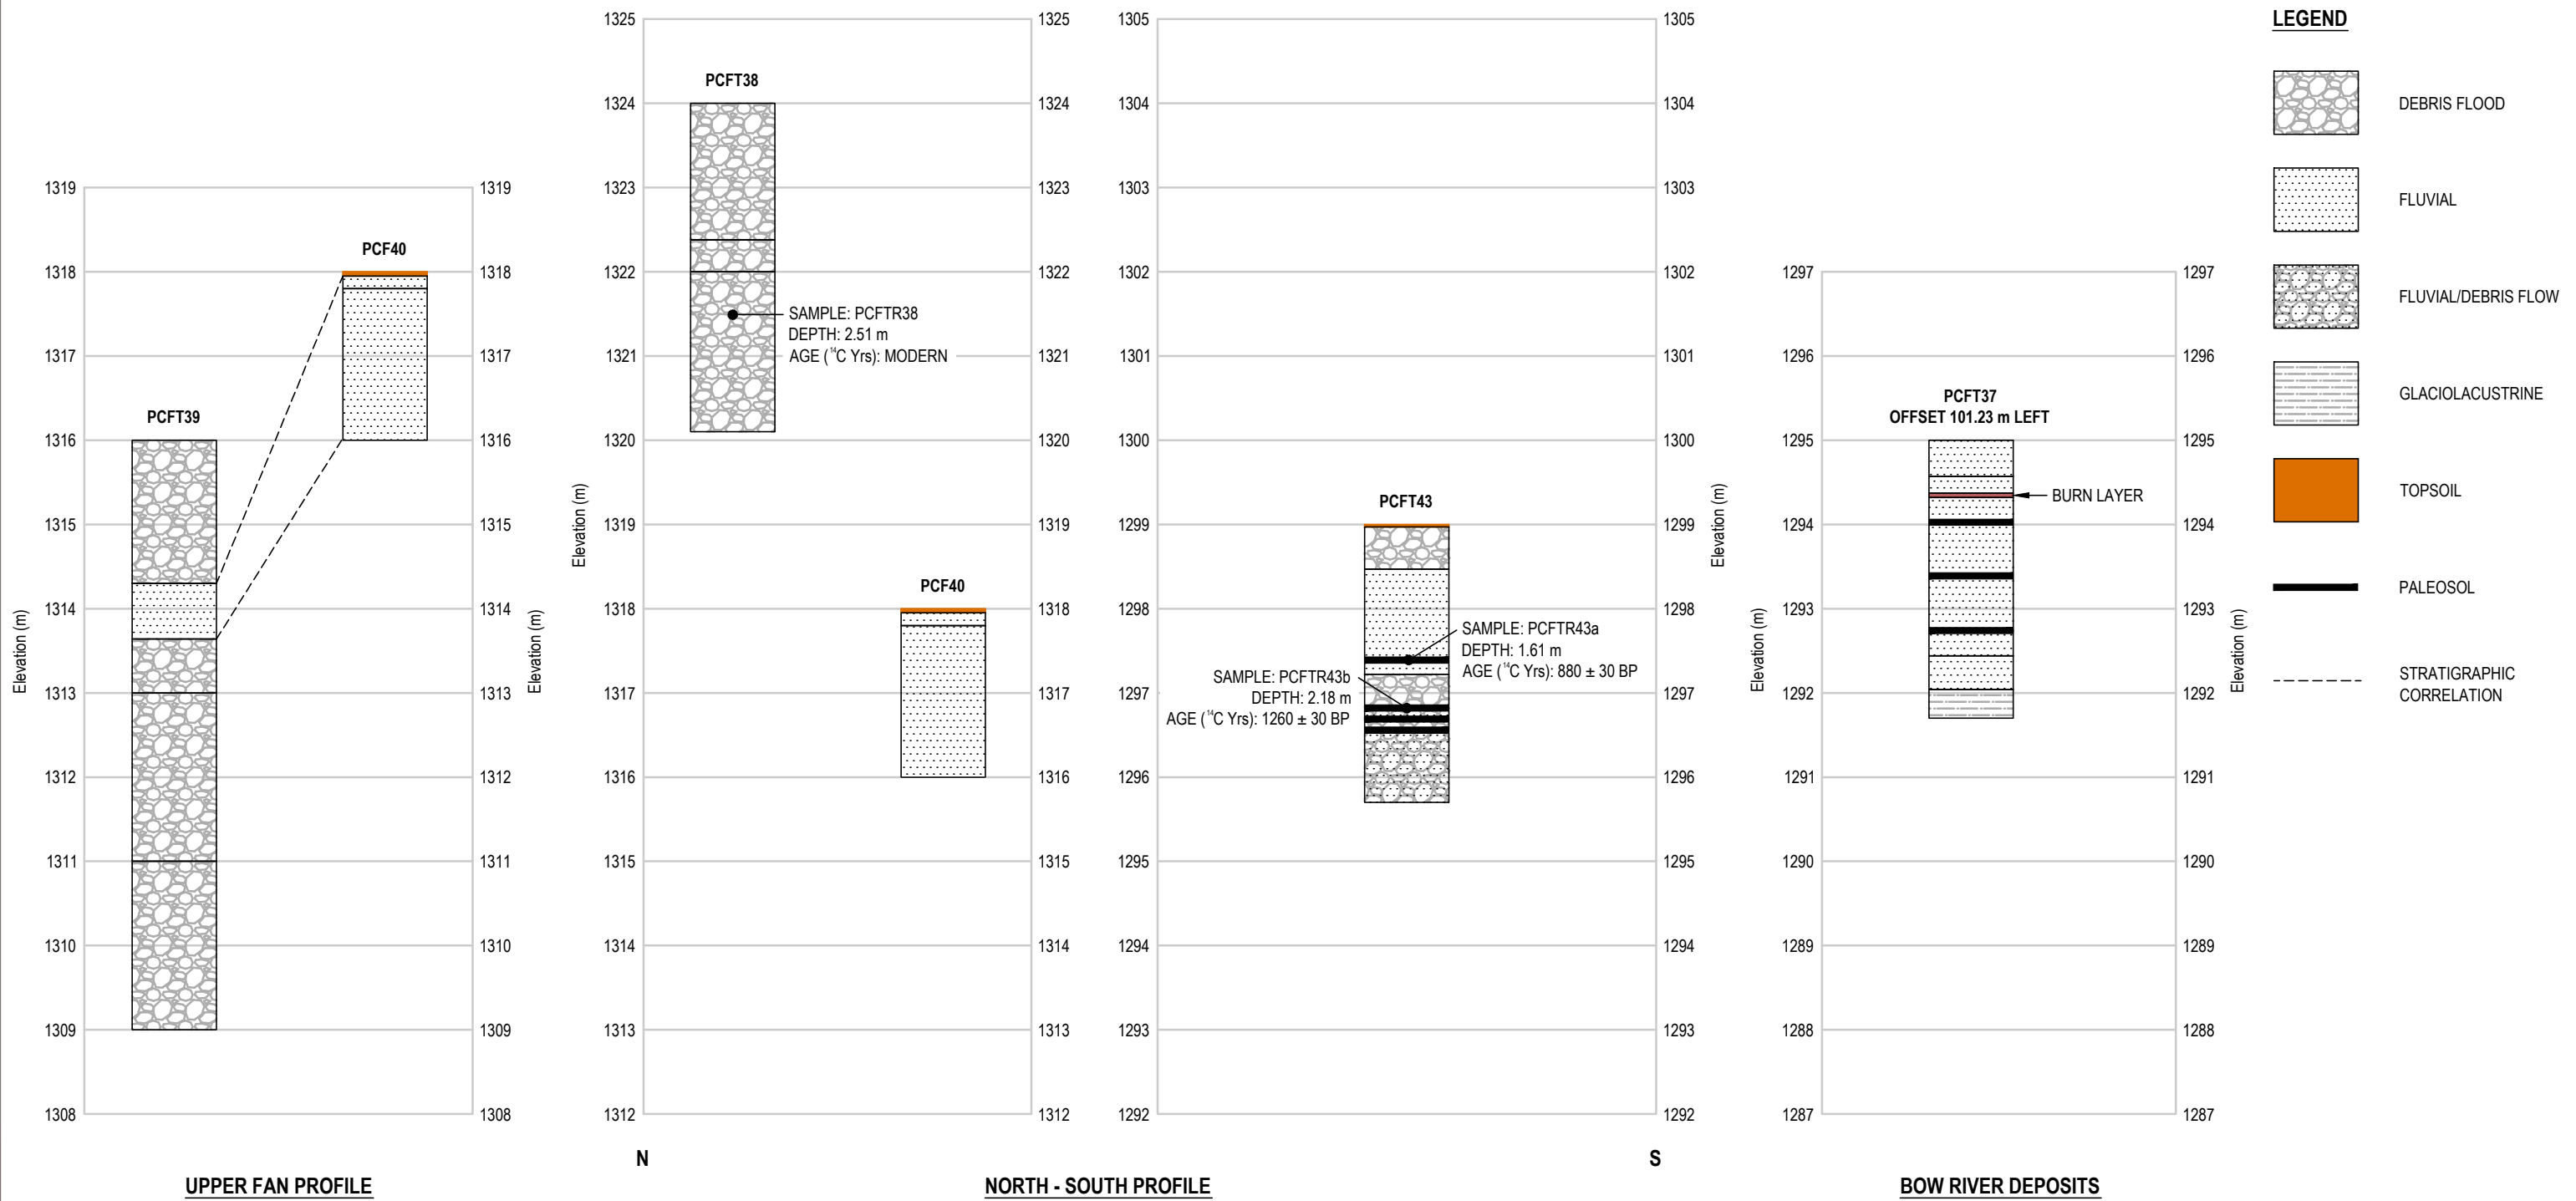 UPPER FAN PROFILE
Elevation (m)
1319
1318
1317
1316
1315
1314
1313
1312
1311
1310
1309
1308
PCFT39
PCF40
1319
1318
1317
1316
1315
1314
1313
1312
1311
1310
1309
1308
Elevation (m)
NORTH - SOUTH PROFILE
N
S
Elevation (m)
1325
1324
1323
1322
1321
1320
1319
1318
1317
1316
1315
1314
1313
1312
PCFT38
SAMPLE: PCFTR38
DEPTH: 2.51 m
AGE (¹⁴C Yrs): MODERN
PCF40
1325
1324
1323
1322
1321
1320
1319
1318
1317
1316
1315
1314
1313
1312
1305
1304
1303
1302
1301
1300
1299
1298
1297
1296
1295
1294
1293
1292
PCFT43
SAMPLE: PCFTR43a
DEPTH: 1.61 m
AGE (¹⁴C Yrs): 880 ± 30 BP
SAMPLE: PCFTR43b
DEPTH: 2.18 m
AGE (¹⁴C Yrs): 1260 ± 30 BP
1305
1304
1303
1302
1301
1300
1299
1298
1297
1296
1295
1294
1293
1292
Elevation (m)
BOW RIVER DEPOSITS
Elevation (m)
1297
1296
1295
1294
1293
1292
1291
1290
1289
1288
1287
PCFT37
OFFSET 101.23 m LEFT
BURN LAYER
1297
1296
1295
1294
1293
1292
1291
1290
1289
1288
1287
Elevation (m)
LEGEND
DEBRIS FLOOD
FLUVIAL
FLUVIAL/DEBRIS FLOW
GLACIOLACUSTRINE
TOPSOIL
PALEOSOL
STRATIGRAPHIC
CORRELATION